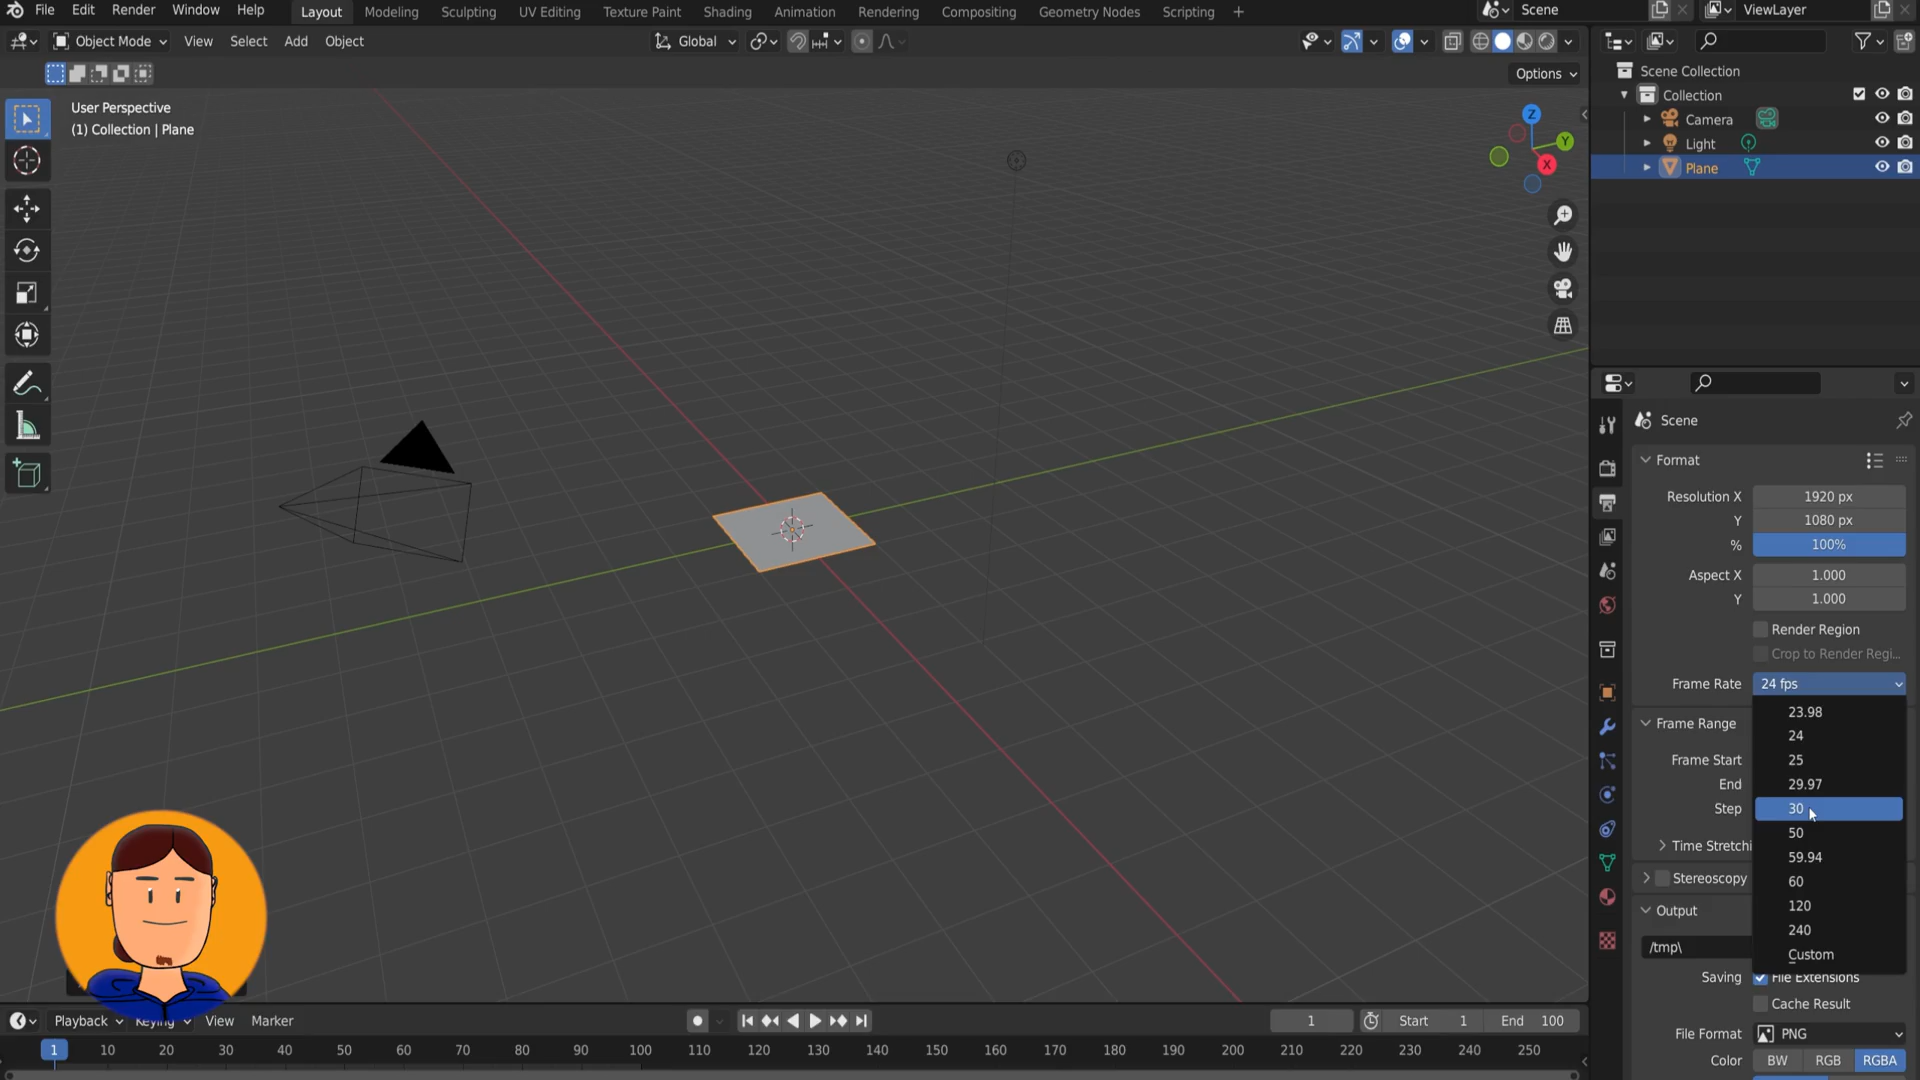 File Edit Render Window Help Layout Modeling Sculpting UV Editing Texture Paint Shading Animation Rendering Compositing Geometry Nodes Scripting + Scene ViewLayer
Object Mode View Select Add Object Global
Options
User Perspective
(1) Collection | Plane
Z
Y
X
Scene Collection
Collection
Camera
Light
Plane
Scene
Format
Resolution X 1920 px
Y 1080 px
% 100%
Aspect X 1.000
Y 1.000
Render Region
Crop to Render Regi...
Frame Rate 24 fps
23.98
Frame Range
24
Frame Start 25
End 29.97
Step 30
50
Time Stretchi
59.94
Stereoscopy 60
Output 120
240
/tmp\
Custom
Saving File Extensions
Cache Result
File Format PNG
Color BW RGB RGBA
Playback Keying View Marker 1 Start 1 End 100
1 10 20 30 40 50 60 70 80 90 100 110 120 130 140 150 160 170 180 190 200 210 220 230 240 250